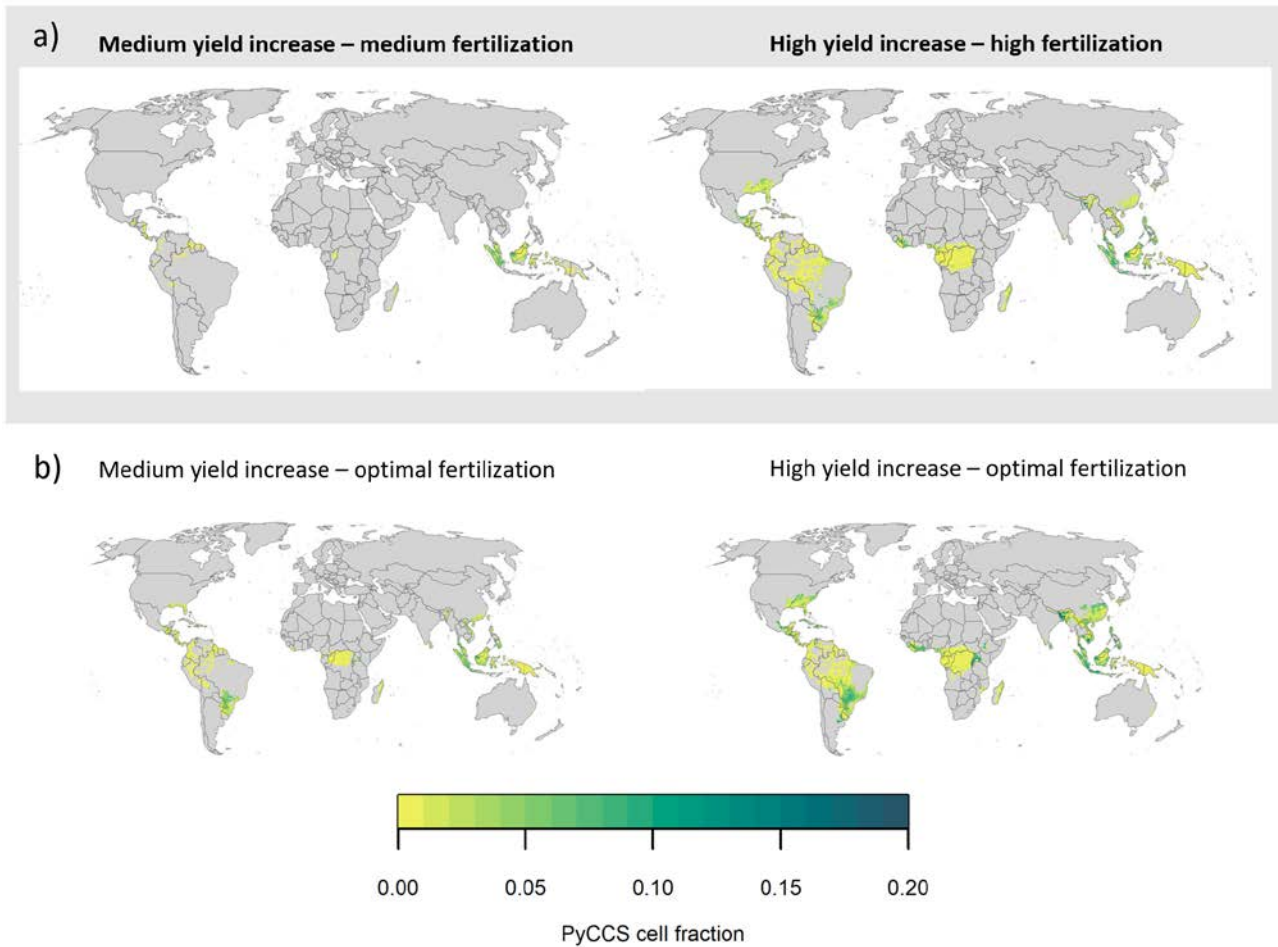 a)
Medium yield increase – medium fertilization
High yield increase – high fertilization
b)
Medium yield increase – optimal fertilization
High yield increase – optimal fertilization
0.00 0.05 0.10 0.15 0.20
PyCCS cell fraction